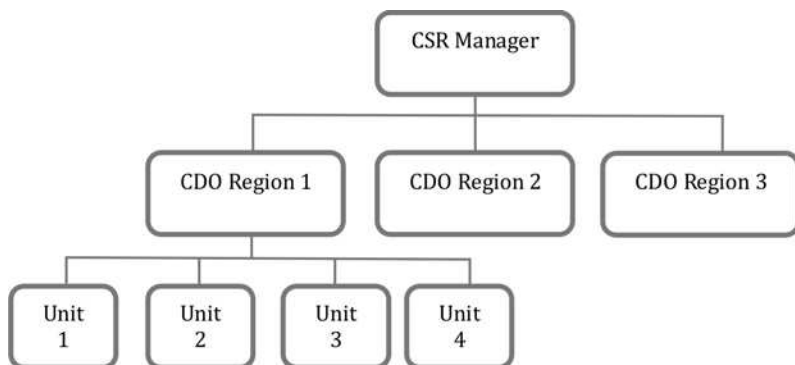 CSR Manager
CDO Region 1
CDO Region 2
CDO Region 3
Unit
1
Unit
2
Unit
3
Unit
4